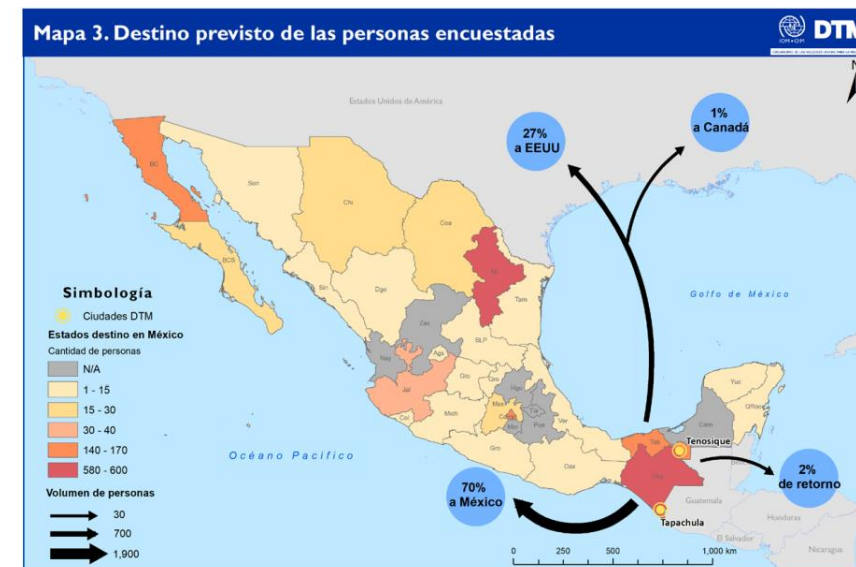 Mapa 3. Destino previsto de las personas encuestadas
IOM • OIM
DTM
N
Estados Unidos de América
27%
a EEUU
1%
a Canadá
BC
Son
Chi
Coa
BCS
Sin
Dgo
NL
Tam
Zac
SLP
Nay
Ags
Jal
Gto
Qro
Hgo
Col
Mich
Mex
Tla
Mor
Pue
Ver
Gro
Oax
Tab
Chis
Cam
Yuc
QRoo
Golfo de México
Océano Pacífico
Tenosique
Tapachula
Guatemala
Honduras
El Salvador
Nicaragua
70%
a México
2%
de retorno
Simbología
Ciudades DTM
Estados destino en México
Cantidad de personas
N/A
1 - 15
15 - 30
30 - 40
140 - 170
580 - 600
Volumen de personas
30
700
1,900
0 250 500 1,000 km